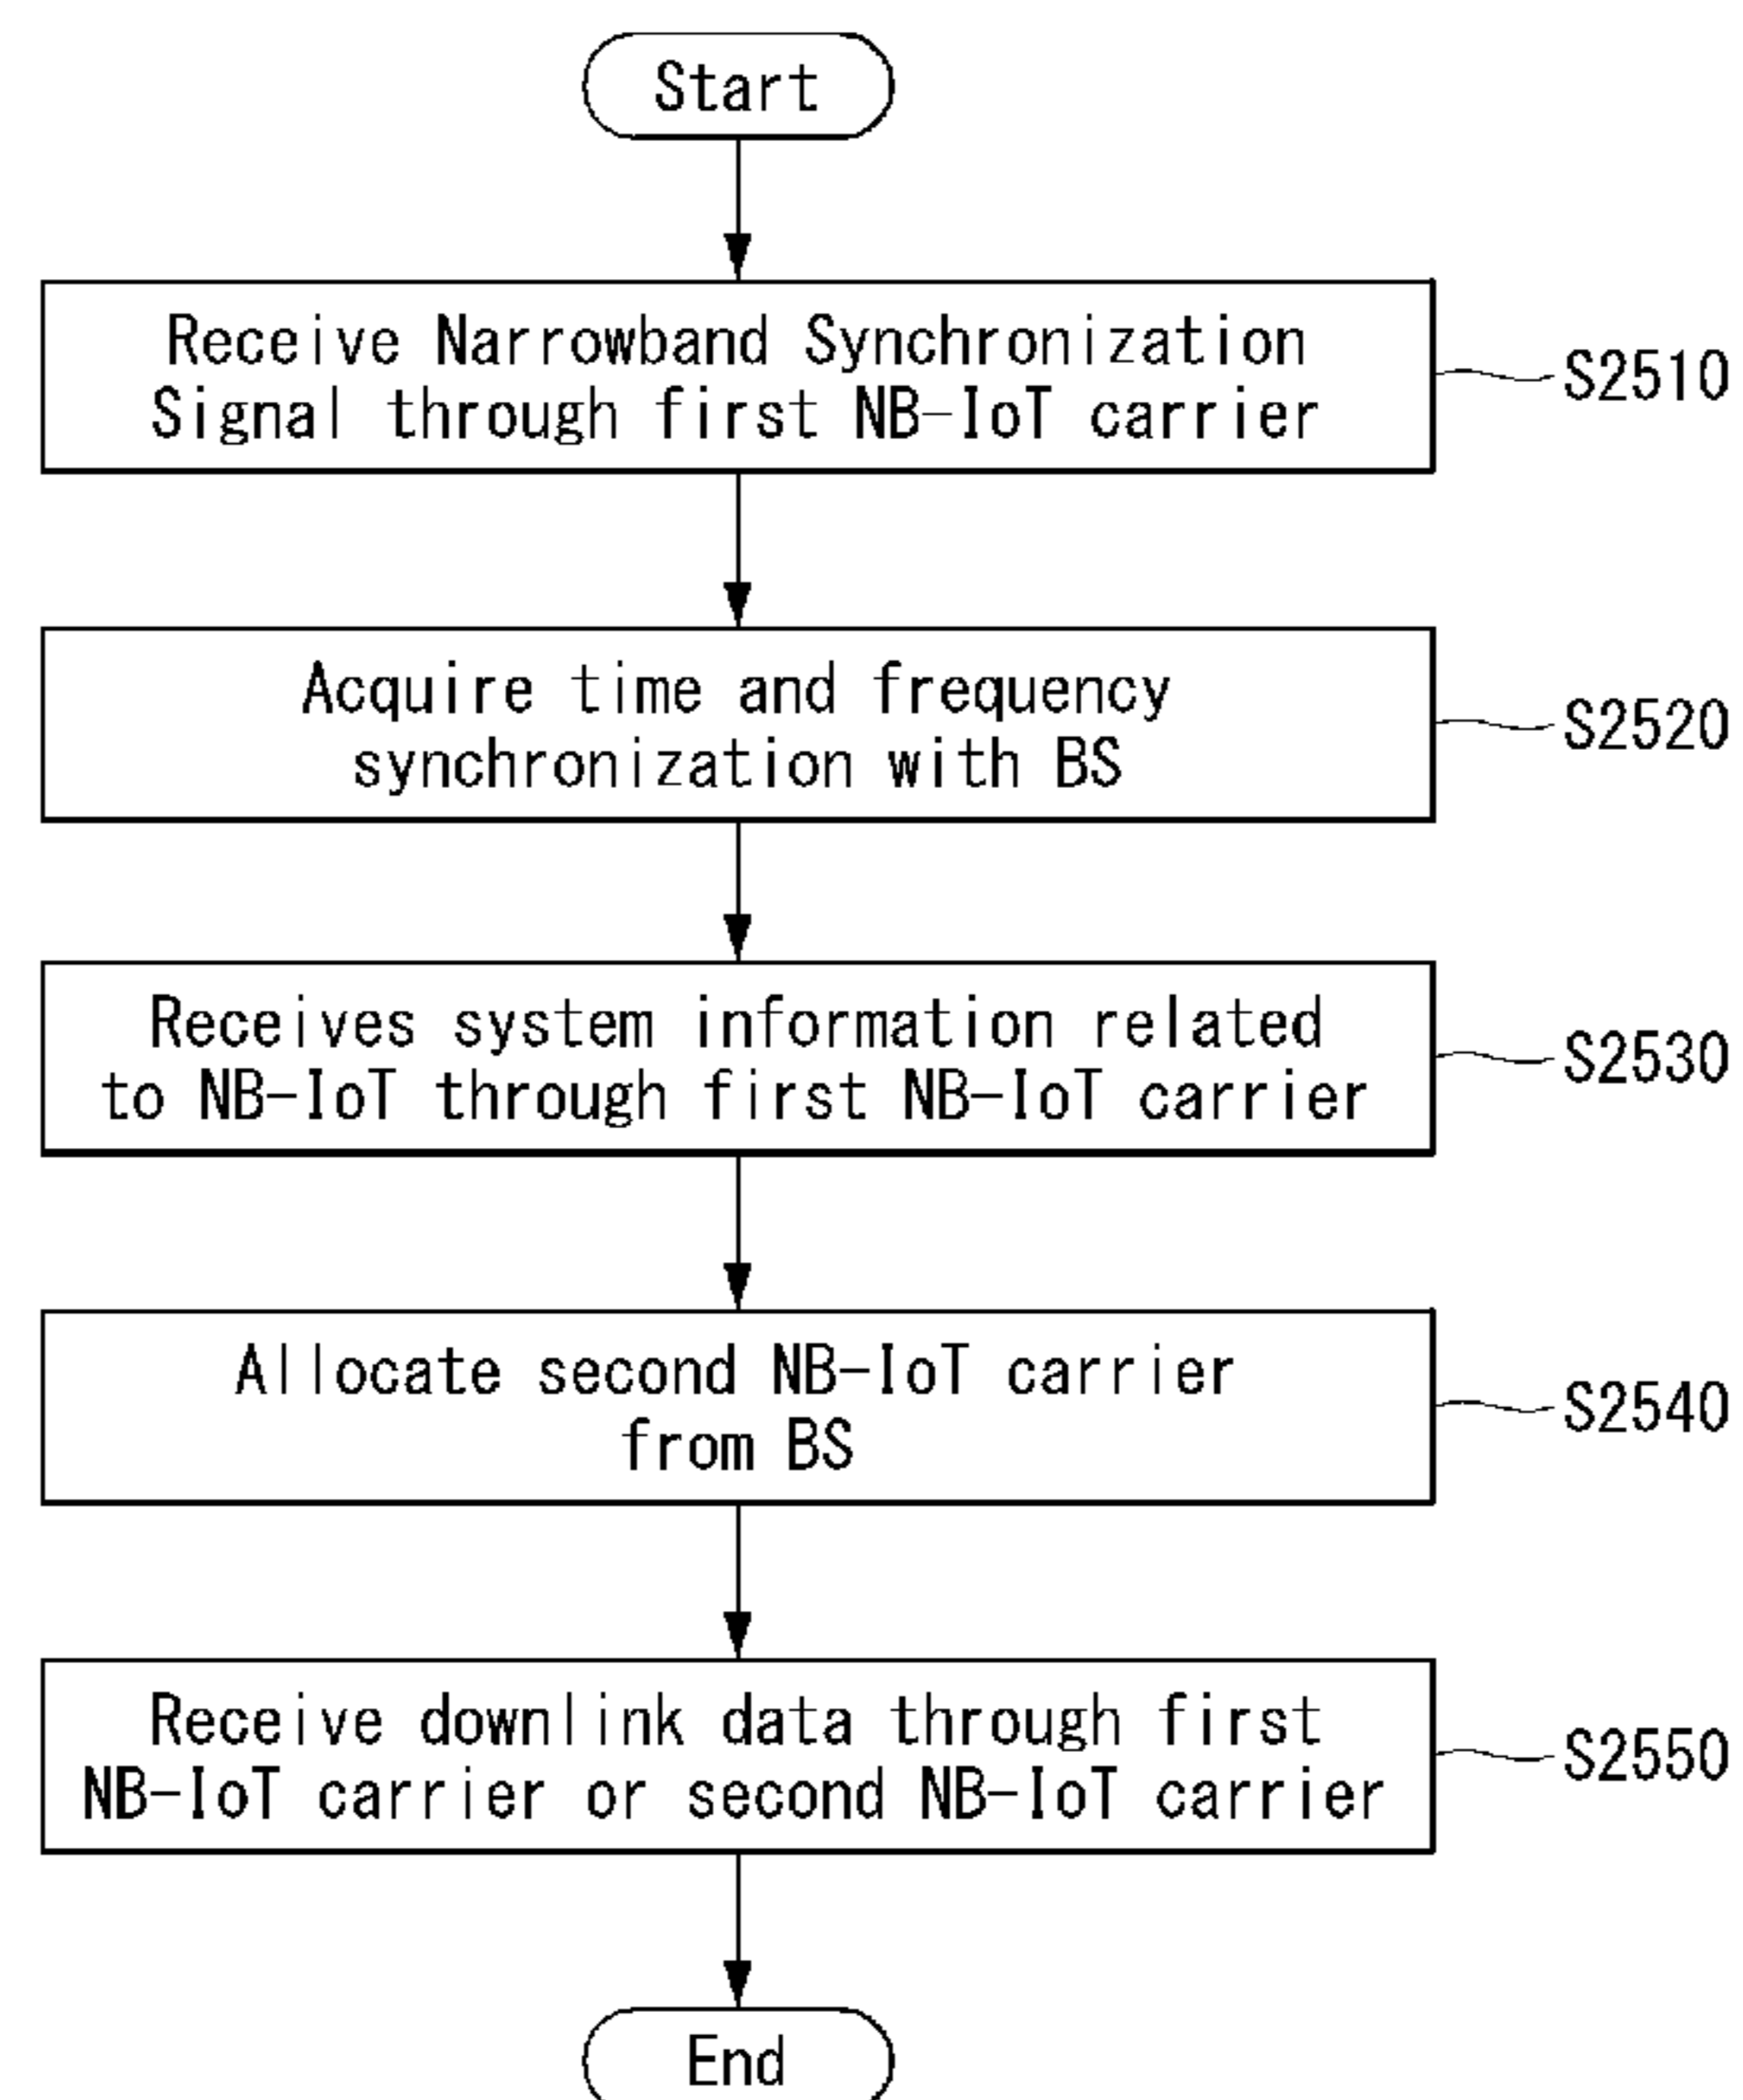 Start
Receive Narrowband Synchronization
Signal through first NB-IoT carrier
S2510
Acquire time and frequency
synchronization with BS
S2520
Receives system information related
to NB-IoT through first NB-IoT carrier
S2530
Allocate second NB-IoT carrier
from BS
S2540
Receive downlink data through first
NB-IoT carrier or second NB-IoT carrier
S2550
End